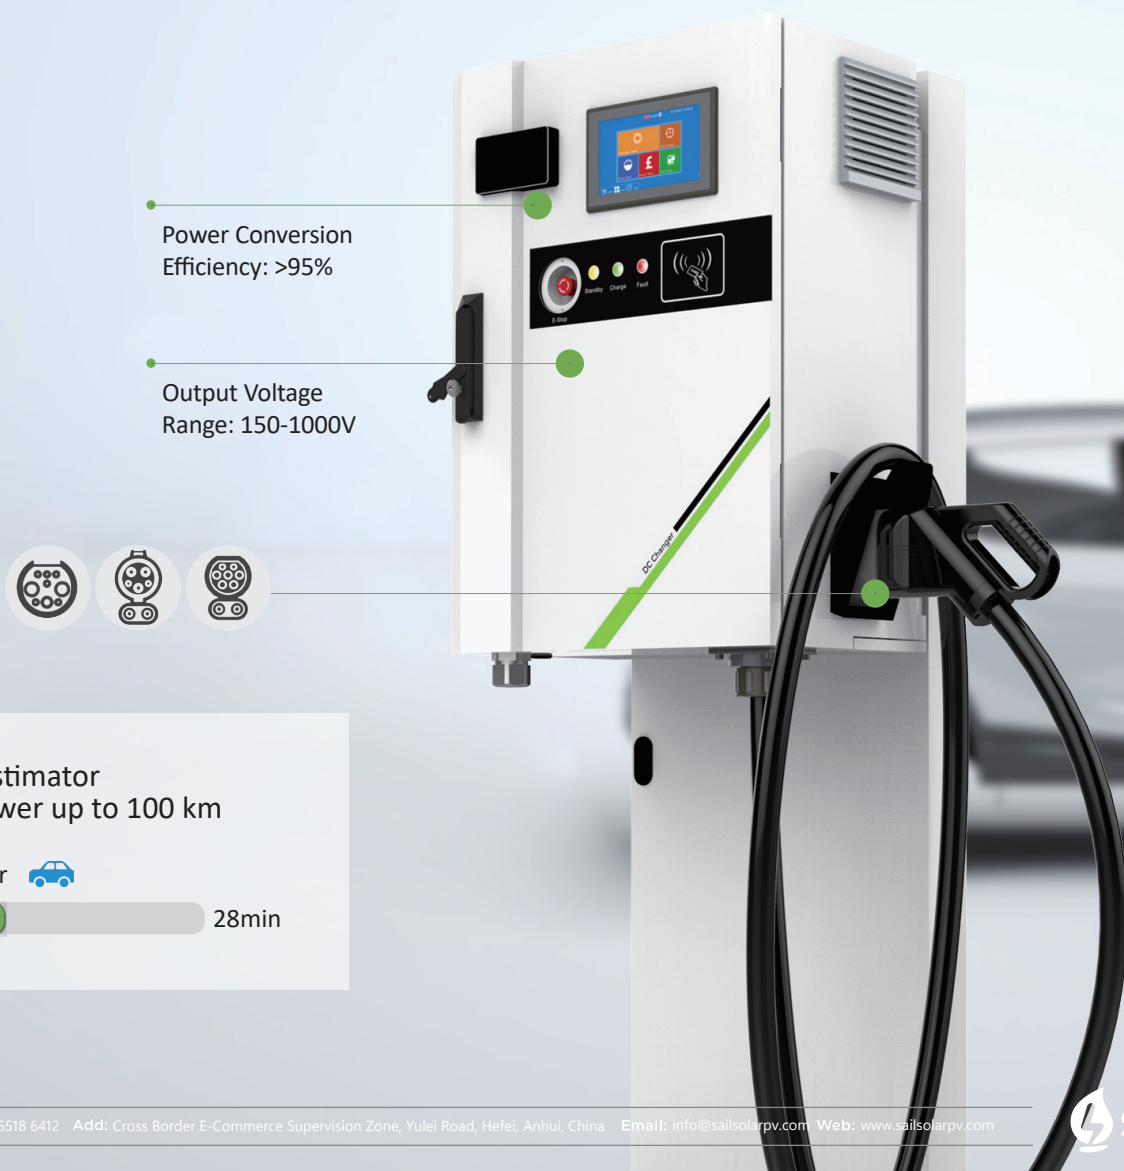 Power Conversion
Efficiency: >95%
Standby Charge Fault
E-Stop
Output Voltage
Range: 150-1000V
DC Changer
stimator
wer up to 100 km
r
28min
5518 6412 Add: Cross Border E-Commerce Supervision Zone, Yulei Road, Hefei, Anhui, China Email: info@sailsolarpv.com Web: www.sailsolarpv.com
S